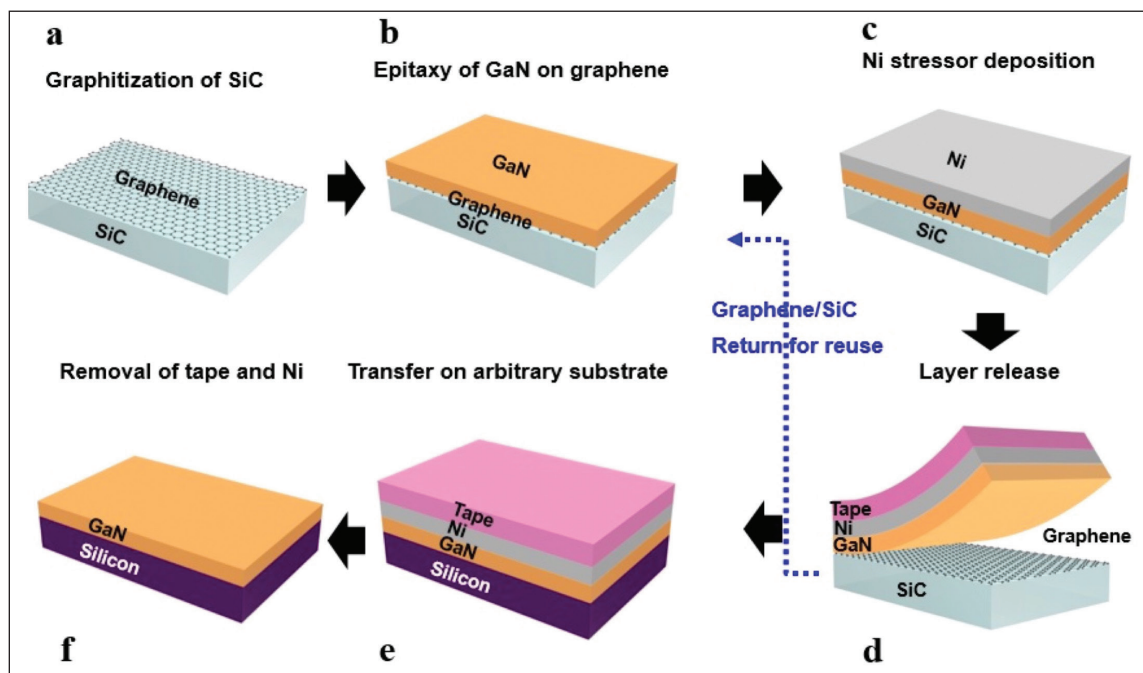 a
Graphitization of SiC
Graphene
SiC
b
Epitaxy of GaN on graphene
GaN
Graphene
SiC
c
Ni stressor deposition
Ni
GaN
SiC
Graphene/SiC
Return for reuse
Layer release
Tape
Ni
GaN
Graphene
SiC
d
Transfer on arbitrary substrate
Tape
Ni
GaN
Silicon
e
Removal of tape and Ni
GaN
Silicon
f